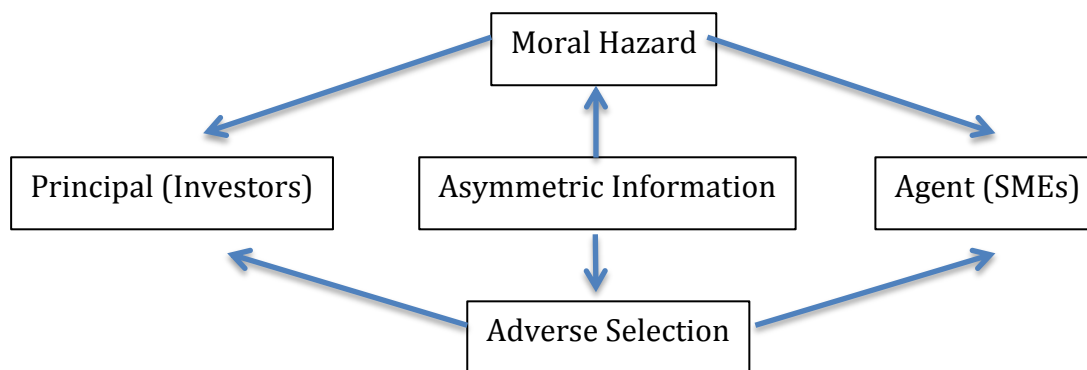 Moral Hazard
Principal (Investors)
Asymmetric Information
Agent (SMEs)
Adverse Selection